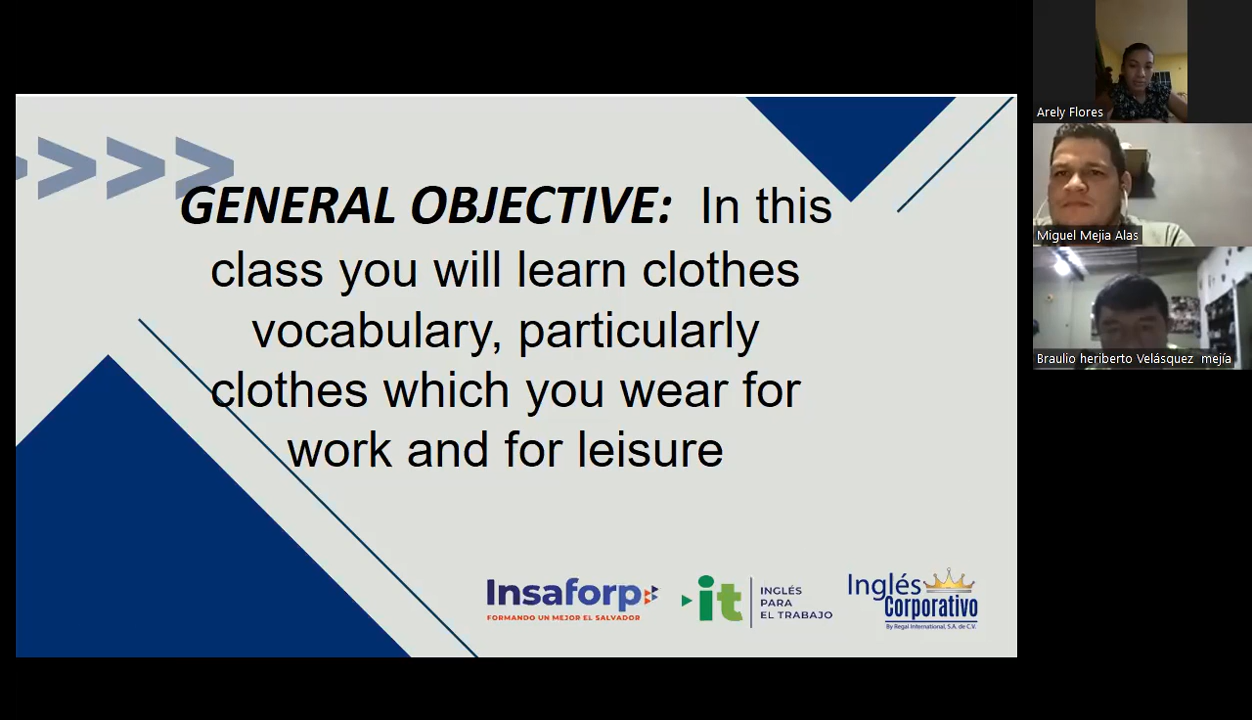 GENERAL OBJECTIVE: In this
class you will learn clothes
vocabulary, particularly
clothes which you wear for
work and for leisure
Insaforp
FORMANDO UN MEJOR EL SALVADOR
it
INGLÉS
PARA
EL TRABAJO
Inglés
Corporativo
By Regal International, S.A. de C.V.
Arely Flores
Miguel Mejia Alas
Braulio heriberto Velásquez mejía